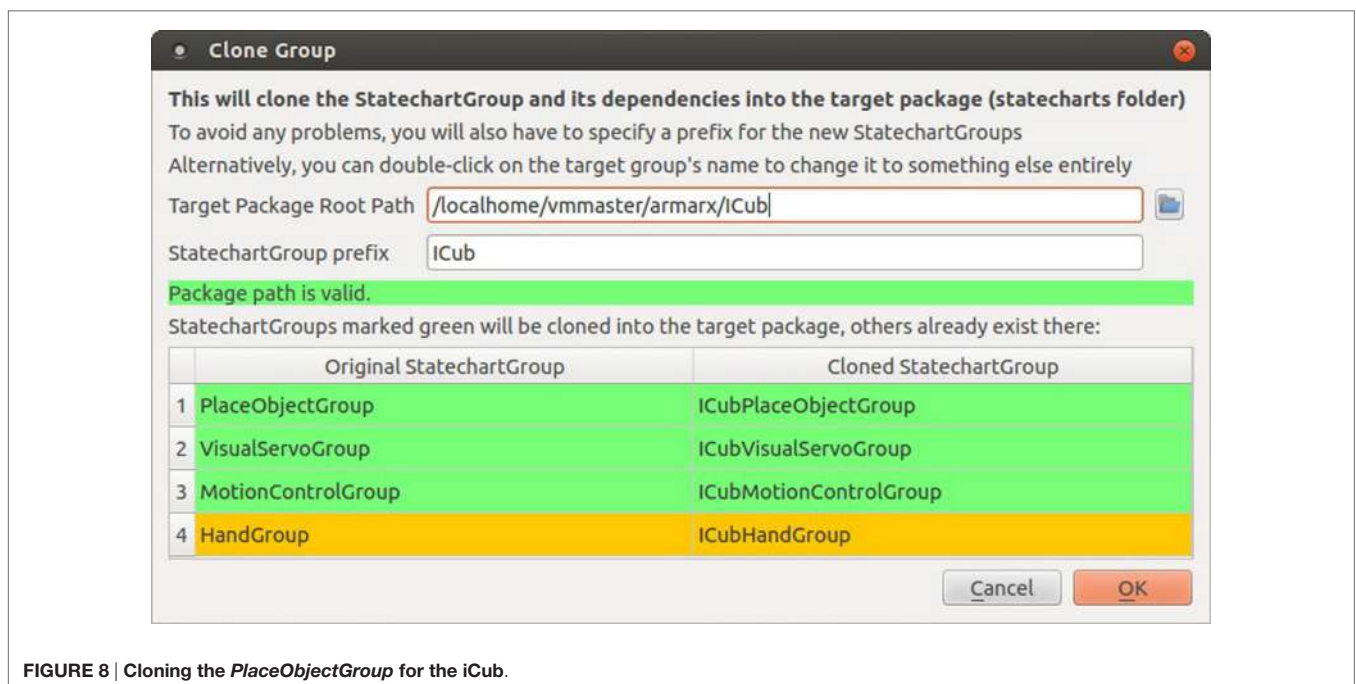 Clone Group
This will clone the StatechartGroup and its dependencies into the target package (statecharts folder)
To avoid any problems, you will also have to specify a prefix for the new StatechartGroups
Alternatively, you can double-click on the target group's name to change it to something else entirely
Target Package Root Path /localhome/vmmaster/armarx/ICub
StatechartGroup prefix ICub
Package path is valid.
StatechartGroups marked green will be cloned into the target package, others already exist there:
Original StatechartGroup Cloned StatechartGroup
1 PlaceObjectGroup ICubPlaceObjectGroup
2 VisualServoGroup ICubVisualServoGroup
3 MotionControlGroup ICubMotionControlGroup
4 HandGroup ICubHandGroup
Cancel OK
FIGURE 8 | Cloning the PlaceObjectGroup for the iCub.